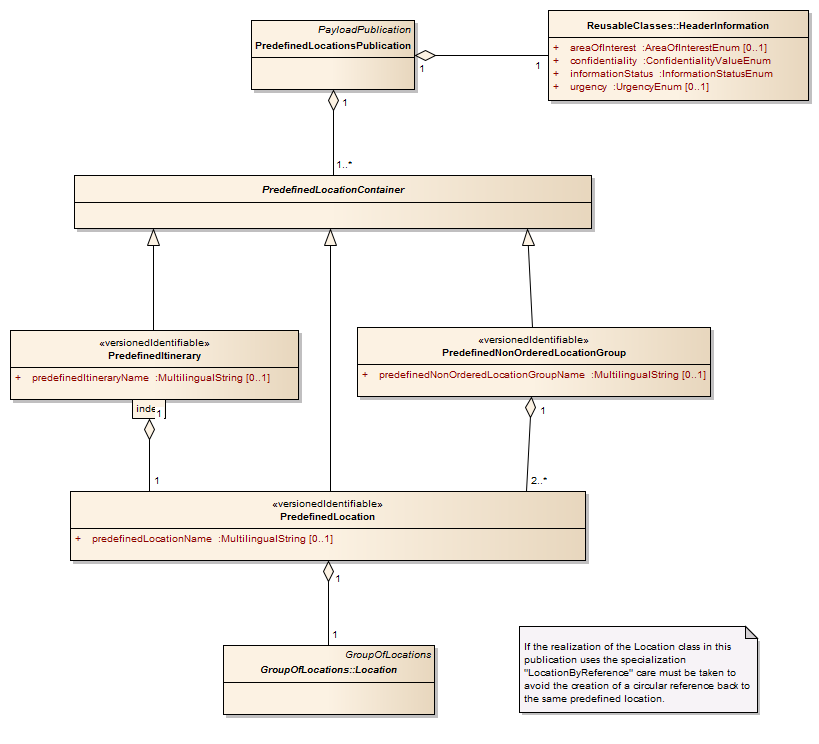 PayloadPublication
PredefinedLocationsPublication
1
1
ReusableClasses::HeaderInformation
+ areaOfInterest :AreaOfInterestEnum [0..1]
+ confidentiality :ConfidentialityValueEnum
+ informationStatus :InformationStatusEnum
+ urgency :UrgencyEnum [0..1]
1
1..*
PredefinedLocationContainer
«versionedIdentifiable»
PredefinedItinerary
+ predefinedItineraryName :MultilingualString [0..1]
«versionedIdentifiable»
PredefinedNonOrderedLocationGroup
+ predefinedNonOrderedLocationGroupName :MultilingualString [0..1]
1
1
1
2..*
«versionedIdentifiable»
PredefinedLocation
+ predefinedLocationName :MultilingualString [0..1]
1
1
GroupOfLocations
GroupOfLocations::Location
If the realization of the Location class in this
publication uses the specialization
"LocationByReference" care must be taken to
avoid the creation of a circular reference back to
the same predefined location.